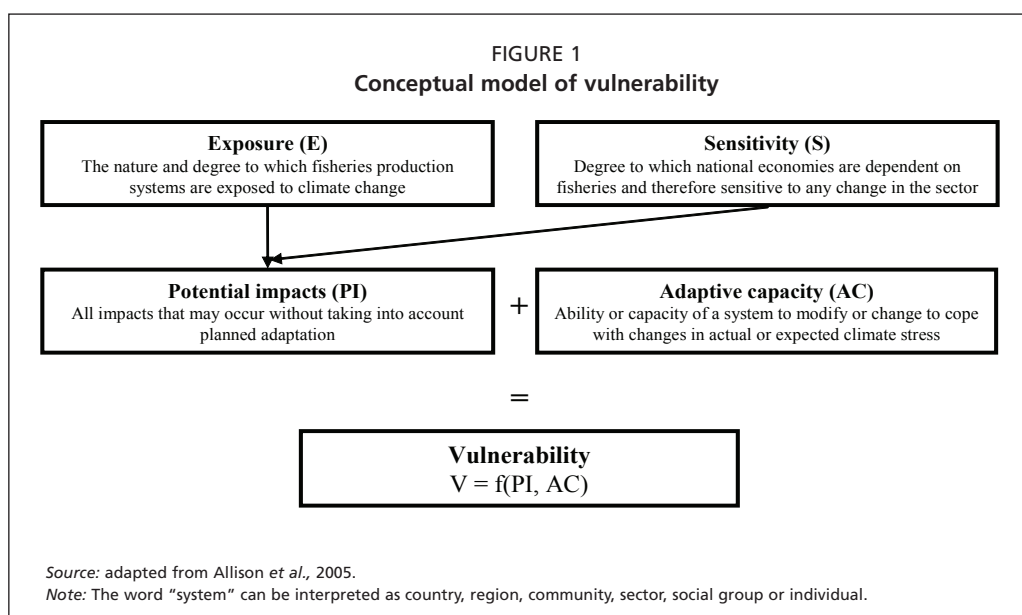 FIGURE 1
Conceptual model of vulnerability
Exposure (E)
The nature and degree to which fisheries production
systems are exposed to climate change
Sensitivity (S)
Degree to which national economies are dependent on
fisheries and therefore sensitive to any change in the sector
Potential impacts (PI)
All impacts that may occur without taking into account
planned adaptation
+
Adaptive capacity (AC)
Ability or capacity of a system to modify or change to cope
with changes in actual or expected climate stress
=
Vulnerability
V = f(PI, AC)
Source: adapted from Allison et al., 2005.
Note: The word “system” can be interpreted as country, region, community, sector, social group or individual.